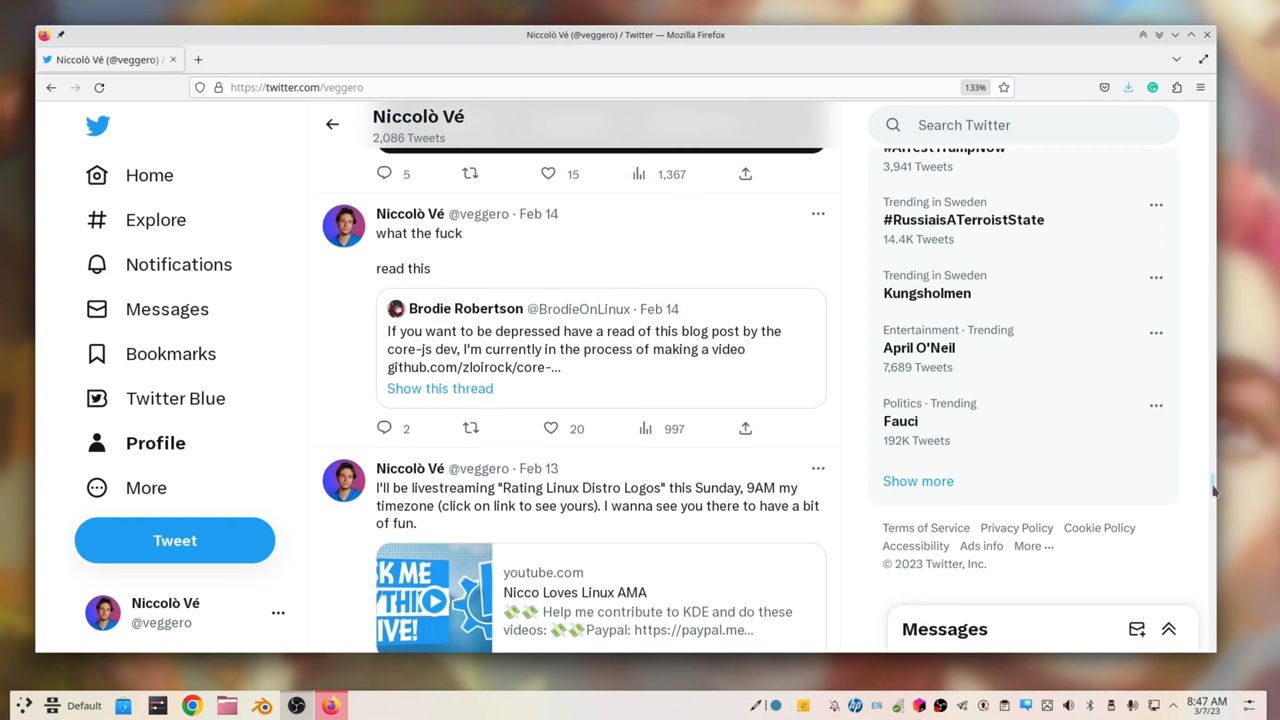 Niccolò Vé (@veggero) / Twitter — Mozilla Firefox
Niccolò Vé (@veggero) /
https://twitter.com/veggero
133%
Home
Explore
Notifications
Messages
Bookmarks
Twitter Blue
Profile
More
Tweet
Niccolò Vé
@veggero
Niccolò Vé
2,086 Tweets
5
15
1,367
Niccolò Vé @veggero · Feb 14
what the fuck
read this
Brodie Robertson @BrodieOnLinux · Feb 14
If you want to be depressed have a read of this blog post by the
core-js dev, I'm currently in the process of making a video
github.com/zloirock/core-...
Show this thread
2
20
997
Niccolò Vé @veggero · Feb 13
I'll be livestreaming "Rating Linux Distro Logos" this Sunday, 9AM my
timezone (click on link to see yours). I wanna see you there to have a bit
of fun.
SK ME
YTHI
IVE!
youtube.com
Nicco Loves Linux AMA
💸💸 Help me contribute to KDE and do these
videos: 💸💸Paypal: https://paypal.me...
Search Twitter
#ArrestTrumpNow
3,941 Tweets
Trending in Sweden
#RussiaisATerroistState
14.4K Tweets
Trending in Sweden
Kungsholmen
Entertainment · Trending
April O'Neil
7,689 Tweets
Politics · Trending
Fauci
192K Tweets
Show more
Terms of Service Privacy Policy Cookie Policy
Accessibility Ads info More ···
© 2023 Twitter, Inc.
Messages
Default
EN
8:47 AM
3/7/23